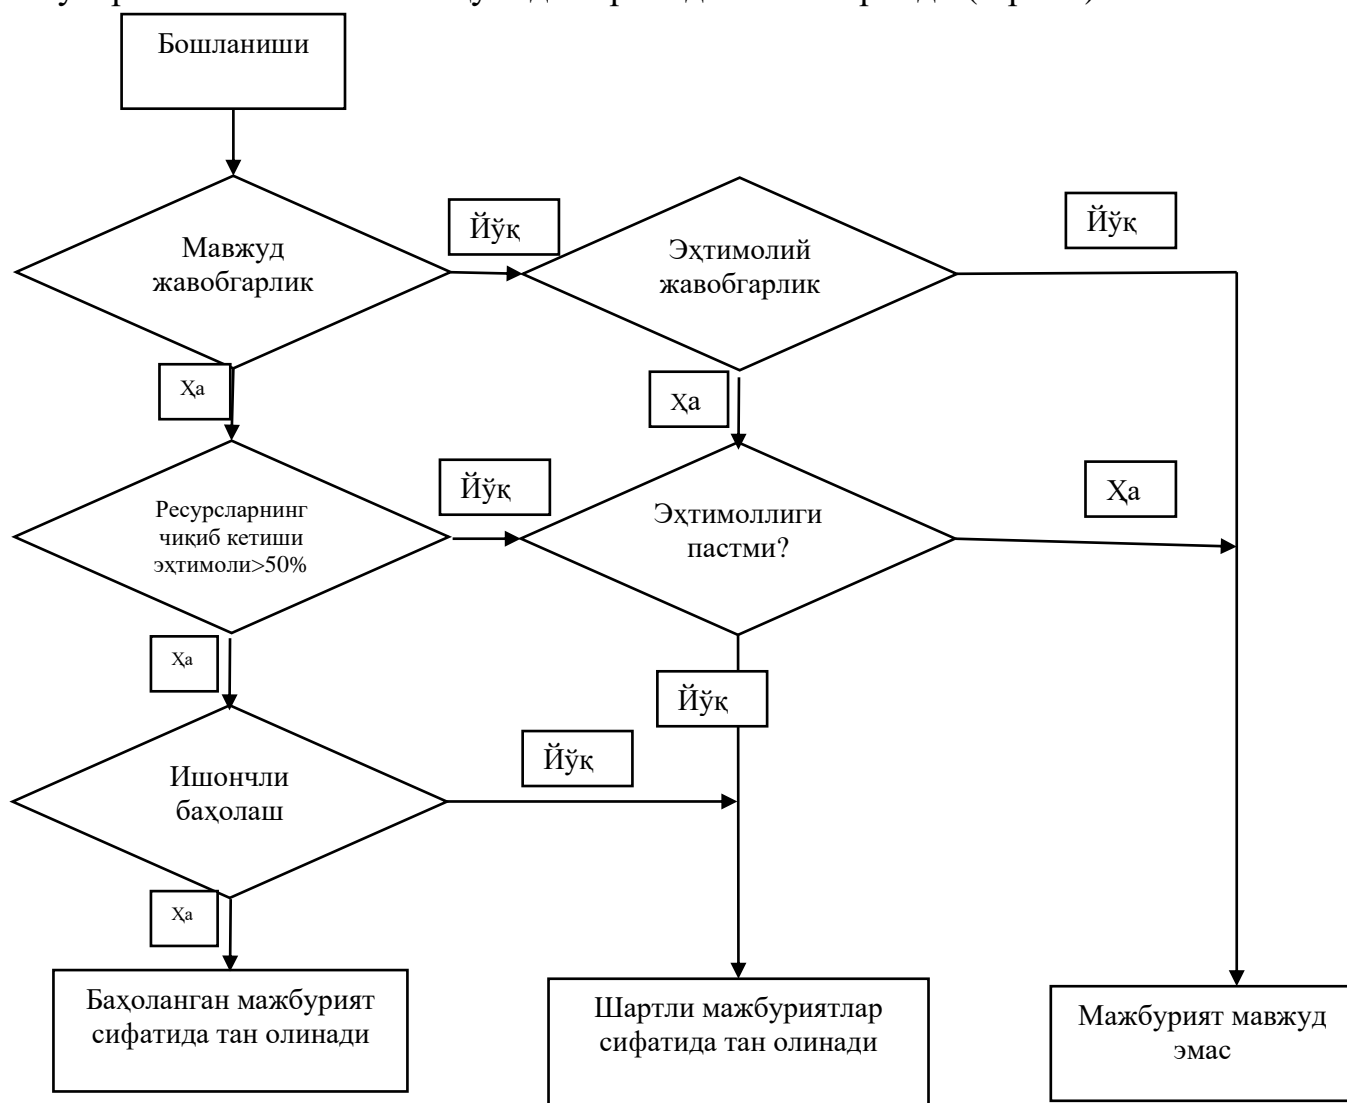 Бошланиши
Мавжуд
жавобгарлик
Йўқ
Эҳтимолий
жавобгарлик
Йўқ
Ҳа
Ҳа
Ресурсларнинг
чиқиб кетиши
эҳтимоли>50%
Йўқ
Эҳтимоллиги
пастми?
Ҳа
Ҳа
Йўқ
Ишончли
баҳолаш
Йўқ
Ҳа
Баҳоланган мажбурият
сифатида тан олинади
Шартли мажбуриятлар
сифатида тан олинади
Мажбурият мавжуд
эмас